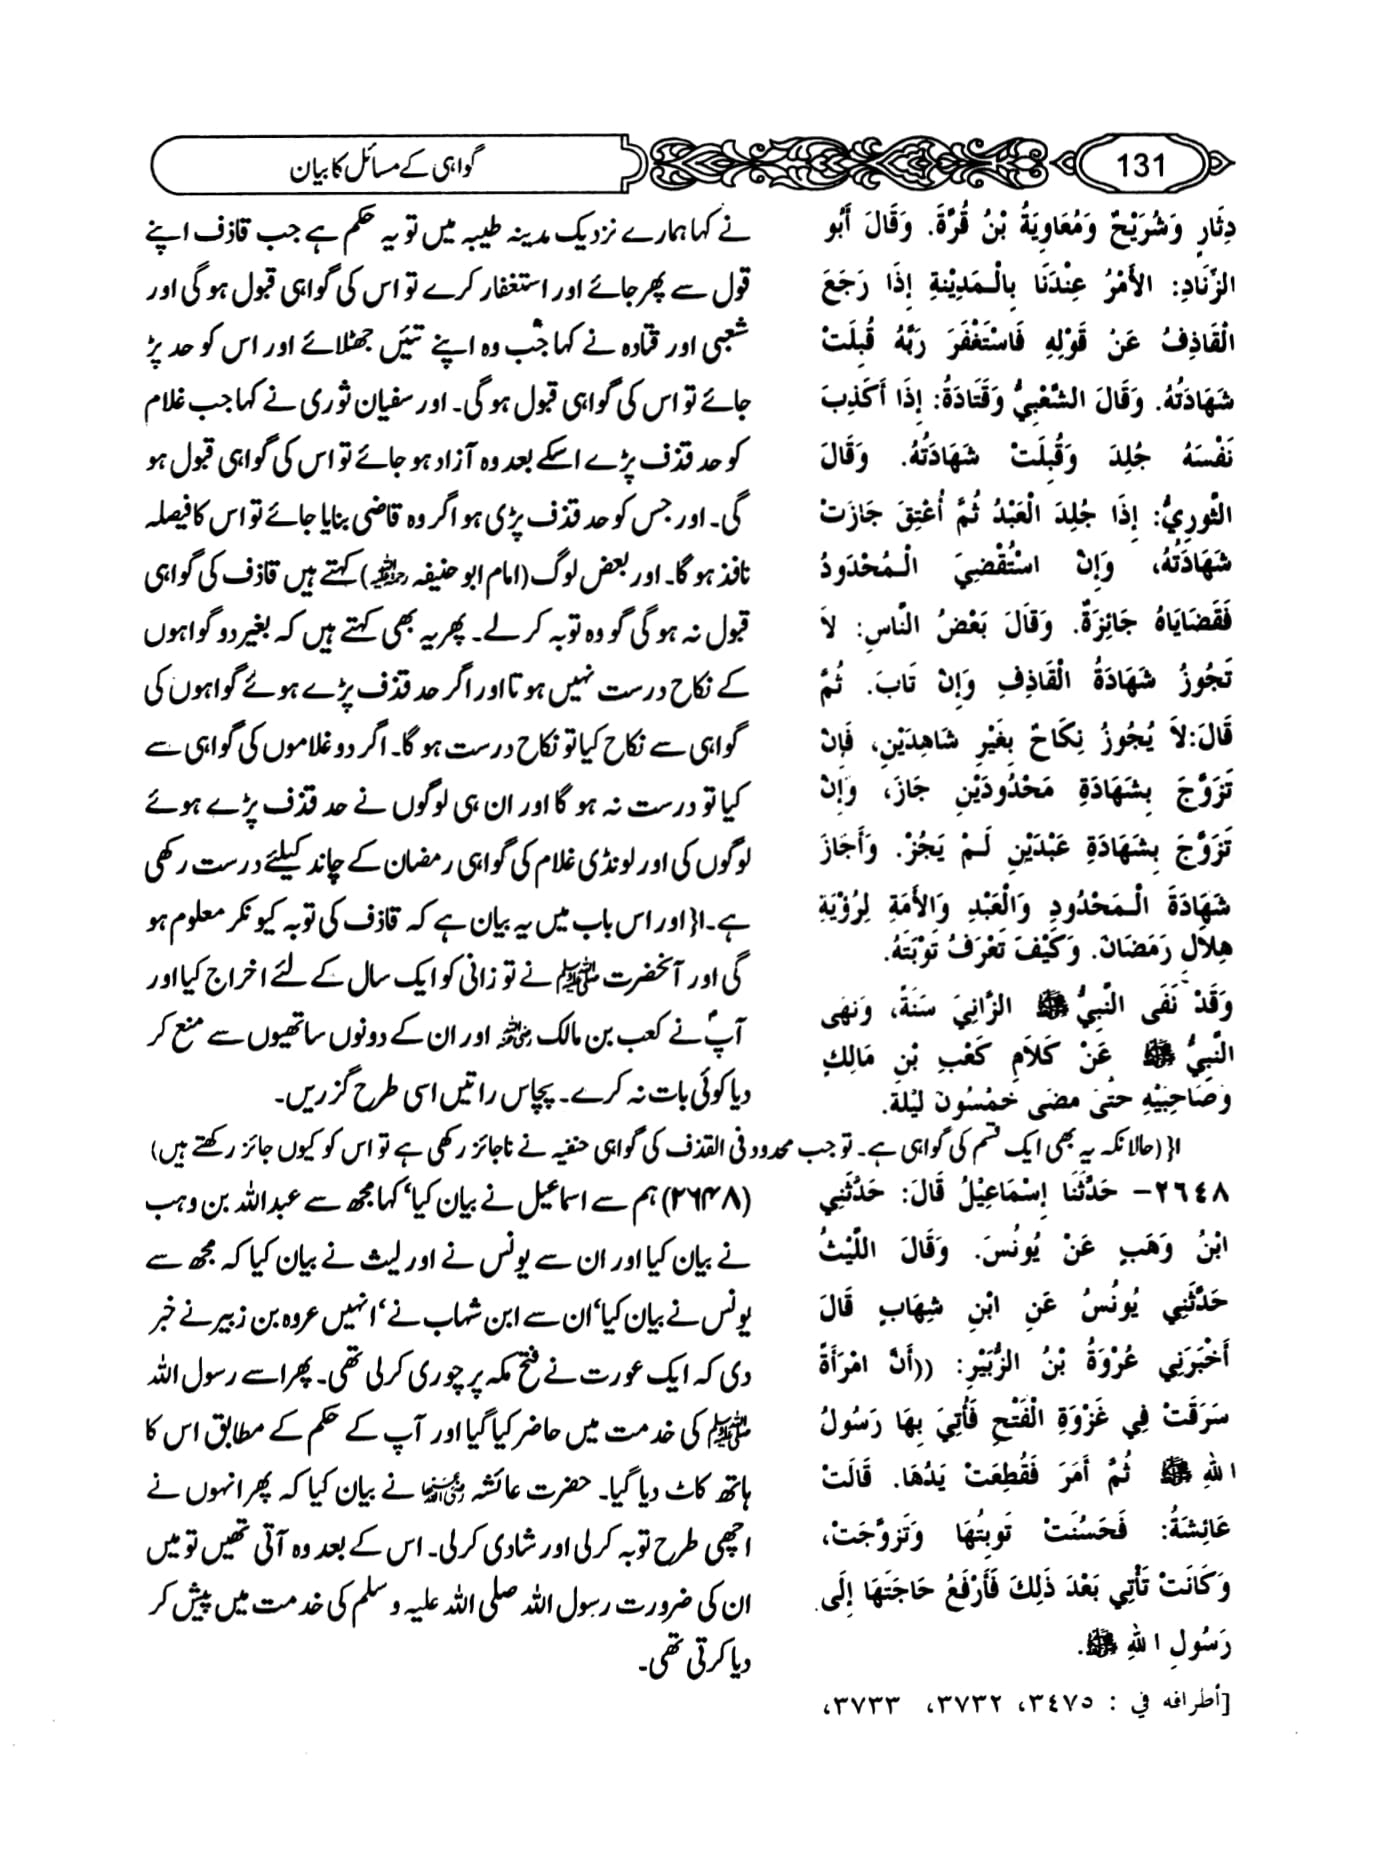 131
گواہی کے مسائل کا بیان
دِثَارٍ وَشُرَيْحٌ وَمُعَاوِيَةُ بْنُ قُرَّةَ. وَقَالَ أَبُو
الزِّنَادِ: الأَمْرُ عِنْدَنَا بِالْمَدِيْنَةِ إِذَا رَجَعَ
الْقَاذِفُ عَنْ قَوْلِهِ فَاسْتَغْفَرَ رَبَّهُ قُبِلَتْ
شَهَادَتُهُ. وَقَالَ الشَّعْبِيُّ وَقَتَادَةُ: إِذَا أَكْذَبَ
نَفْسَهُ جُلِدَ وَقُبِلَتْ شَهَادَتُهُ. وَقَالَ
الثَّوْرِيُّ: إِذَا جُلِدَ الْعَبْدُ ثُمَّ أُعْتِقَ جَازَتْ
شَهَادَتُهُ، وَإِنْ اسْتُقْضِيَ الْمُحْدُودُ
فَقَضَايَاهُ جَائِزَةٌ. وَقَالَ بَعْضُ النَّاسِ: لاَ
تَجُوزُ شَهَادَةُ الْقَاذِفِ وَإِنْ تَابَ. ثُمَّ
قَالَ: لاَ يَجُوزُ نِكَاحٌ بِغَيْرِ شَاهِدَيْنِ، فَإِنْ
تَزَوَّجَ بِشَهَادَةِ مَحْدُودَيْنِ جَازَ، وَإِنْ
تَزَوَّجَ بِشَهَادَةِ عَبْدَيْنِ لَمْ يَجُزْ. وَأَجَازَ
شَهَادَةَ الْمَحْدُودِ وَالْعَبْدِ وَالأَمَةِ لِرُؤْيَةِ
هِلاَلِ رَمَضَانَ. وَكَيْفَ تُعْرَفُ تَوْبَتُهُ.
وَقَدْ نَفَى النَّبِيُّ ﷺ الزَّانِيَ سَنَةً، وَنَهَى
النَّبِيُّ ﷺ عَنْ كَلاَمِ كَعْبِ بْنِ مَالِكٍ
وَصَاحِبَيْهِ حَتَّى مَضَى خَمْسُونَ لَيْلَةً.
نے کہا ہمارے نزدیک مدینہ طیبہ میں تو یہ حکم ہے جب قاذف اپنے
قول سے پھر جائے اور استغفار کرے تو اس کی گواہی قبول ہوگی اور
شعبی اور قتادہ نے کہا جب وہ اپنے تئیں جھٹلائے اور اس کو حد پڑ
جائے تو اس کی گواہی قبول ہوگی۔ اور سفیان ثوری نے کہا جب غلام
کو حد قذف پڑے اسکے بعد وہ آزاد ہو جائے تو اس کی گواہی قبول ہو
گی۔ اور جس کو حد قذف پڑی ہو اگر وہ قاضی بنایا جائے تو اس کا فیصلہ
نافذ ہوگا۔ اور بعض لوگ (امام ابو حنیفہ رحمہ اللہ) کہتے ہیں قاذف کی گواہی
قبول نہ ہوگی گو وہ توبہ کر لے۔ پھر یہ بھی کہتے ہیں کہ بغیر دو گواہوں
کے نکاح درست نہیں ہوتا اور اگر حد قذف پڑے ہوئے گواہوں کی
گواہی سے نکاح کیا تو نکاح درست ہوگا۔ اگر دو غلاموں کی گواہی سے
کیا تو درست نہ ہوگا اور ان ہی لوگوں نے حد قذف پڑے ہوئے
لوگوں کی اور لونڈی غلام کی گواہی رمضان کے چاند کیلئے درست رکھی
ہے۔ا{ اور اس باب میں یہ بیان ہے کہ قاذف کی توبہ کیونکر معلوم ہو
گی اور آنحضرت ﷺ نے تو زانی کو ایک سال کے لئے اخراج کیا اور
آپؐ نے کعب بن مالک رضی اللہ عنہ اور ان کے دونوں ساتھیوں سے منع کر
دیا کوئی بات نہ کرے۔ پچاس راتیں اسی طرح گزریں۔
ا{ (حالانکہ یہ بھی ایک قسم کی گواہی ہے۔ تو جب محدود فی القذف کی گواہی حنفیہ نے ناجائز رکھی ہے تو اس کو کیوں جائز رکھتے ہیں)
٢٦٤٨- حَدَّثَنَا إِسْمَاعِيْلُ قَالَ: حَدَّثَنِي
ابْنُ وَهَبٍ عَنْ يُونُسَ. وَقَالَ اللَّيْثُ
حَدَّثَنِي يُونُسُ عَنِ ابْنِ شِهَابٍ قَالَ
أَخْبَرَنِي عُرْوَةُ بْنُ الزُّبَيْرِ: ((أَنَّ امْرَأَةً
سَرَقَتْ فِي غَزْوَةِ الْفَتْحِ فَأُتِيَ بِهَا رَسُولُ
اللهِ ﷺ ثُمَّ أَمَرَ فَقُطِعَتْ يَدُهَا. قَالَتْ
عَائِشَةُ: فَحَسُنَتْ تَوبَتُهَا وَتَزَوَّجَتْ،
وَكَانَتْ تَأْتِي بَعْدَ ذَلِكَ فَأَرْفَعُ حَاجَتَهَا إِلَى
رَسُولِ اللهِ ﷺ.
[أطرافه في : ٣٤٧٥، ٣٧٣٢، ٣٧٣٣،
(۲۶۴۸) ہم سے اسماعیل نے بیان کیا‘ کہا مجھ سے عبداللہ بن وہب
نے بیان کیا اور ان سے یونس نے اور لیث نے بیان کیا کہ مجھ سے
یونس نے بیان کیا‘ ان سے ابن شہاب نے‘ انہیں عروہ بن زبیر نے خبر
دی کہ ایک عورت نے فتح مکہ پر چوری کرلی تھی۔ پھر اسے رسول اللہ
ﷺ کی خدمت میں حاضر کیا گیا اور آپ کے حکم کے مطابق اس کا
ہاتھ کاٹ دیا گیا۔ حضرت عائشہ رضی اللہ عنہا نے بیان کیا کہ پھر انہوں نے
اچھی طرح توبہ کرلی اور شادی کرلی۔ اس کے بعد وہ آتی تھیں تو میں
ان کی ضرورت رسول اللہ صلی اللہ علیہ و سلم کی خدمت میں پیش کر
دیا کرتی تھی۔